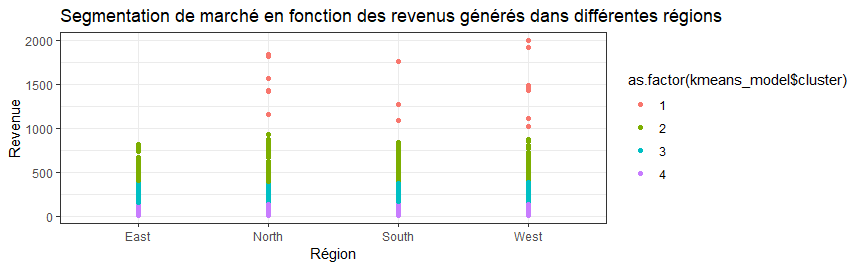 Segmentation de marché en fonction des revenus générés dans différentes régions
2000
1500
1000
500
0
Revenue
East North South West
Région
as.factor(kmeans_model$cluster)
1
2
3
4